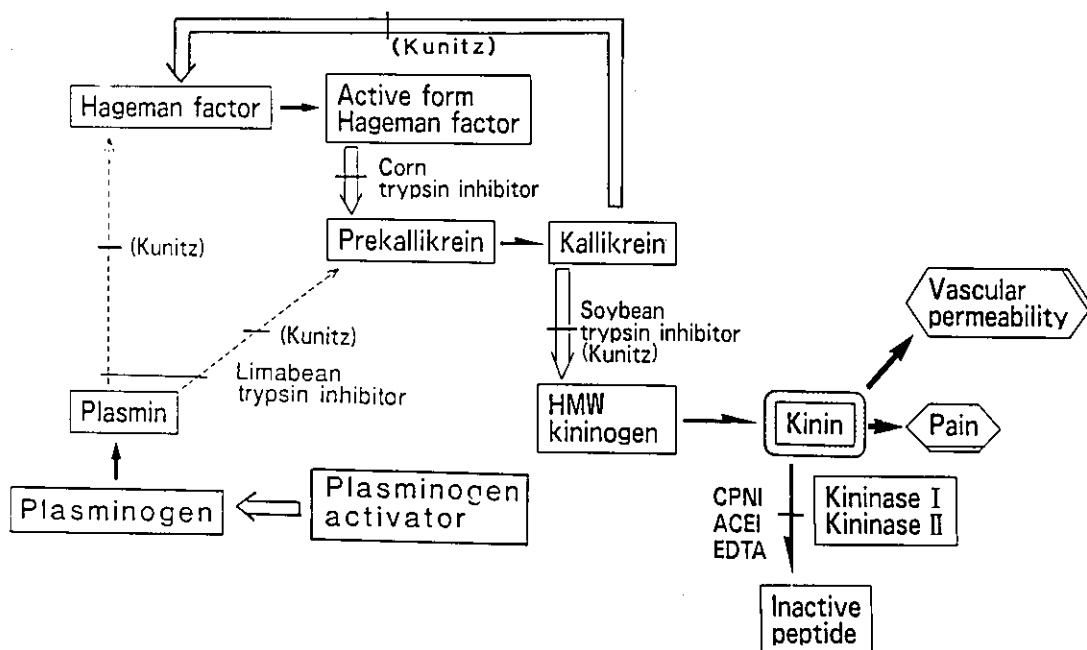 (Kunitz)
Hageman factor
Active form
Hageman factor
Corn
trypsin inhibitor
Prekallikrein
Kallikrein
(Kunitz)
(Kunitz)
Soybean
trypsin inhibitor
(Kunitz)
Vascular
permeability
Limabean
trypsin inhibitor
Plasmin
HMW
kininogen
Kinin
Pain
Plasminogen
Plasminogen
activator
CPNI
ACEI
EDTA
Kininase I
Kininase II
Inactive
peptide